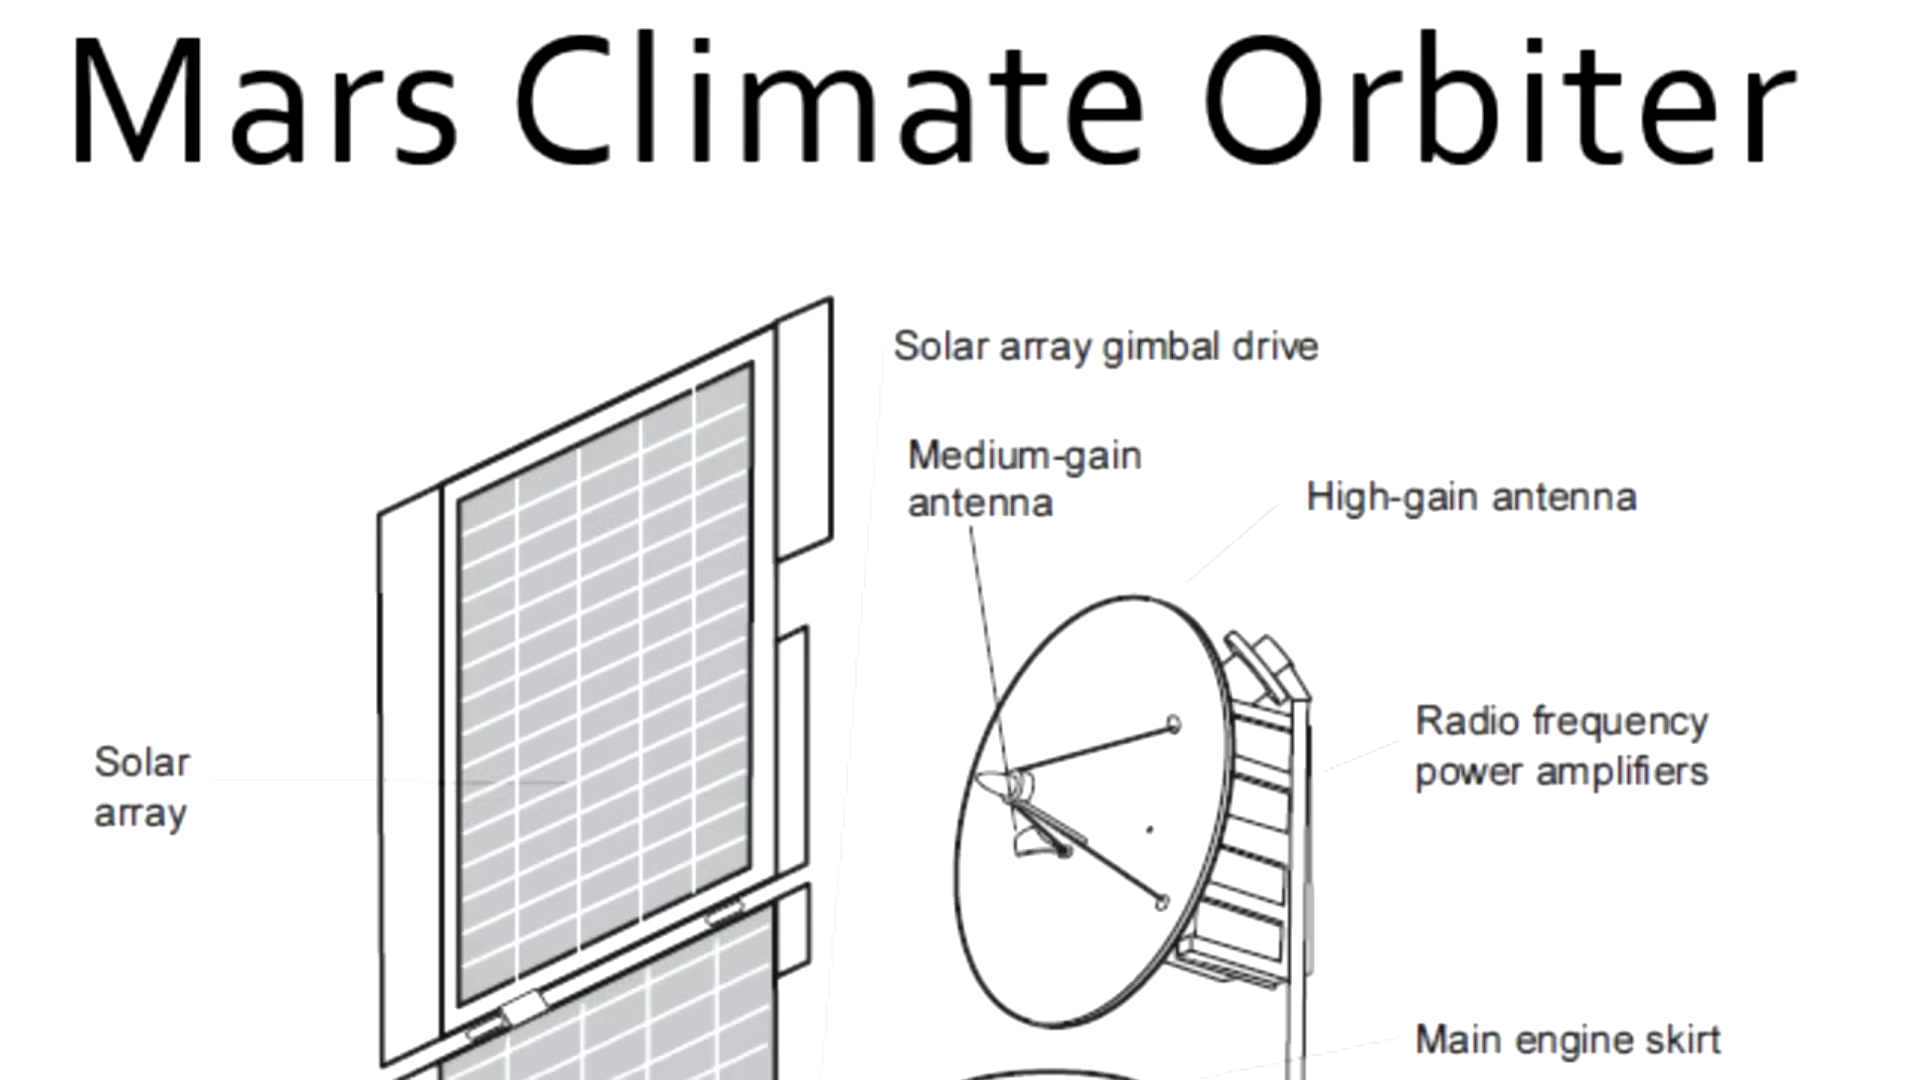 Mars Climate Orbiter
Solar array gimbal drive
Medium-gain
antenna
High-gain antenna
Radio frequency
power amplifiers
Solar
array
Main engine skirt